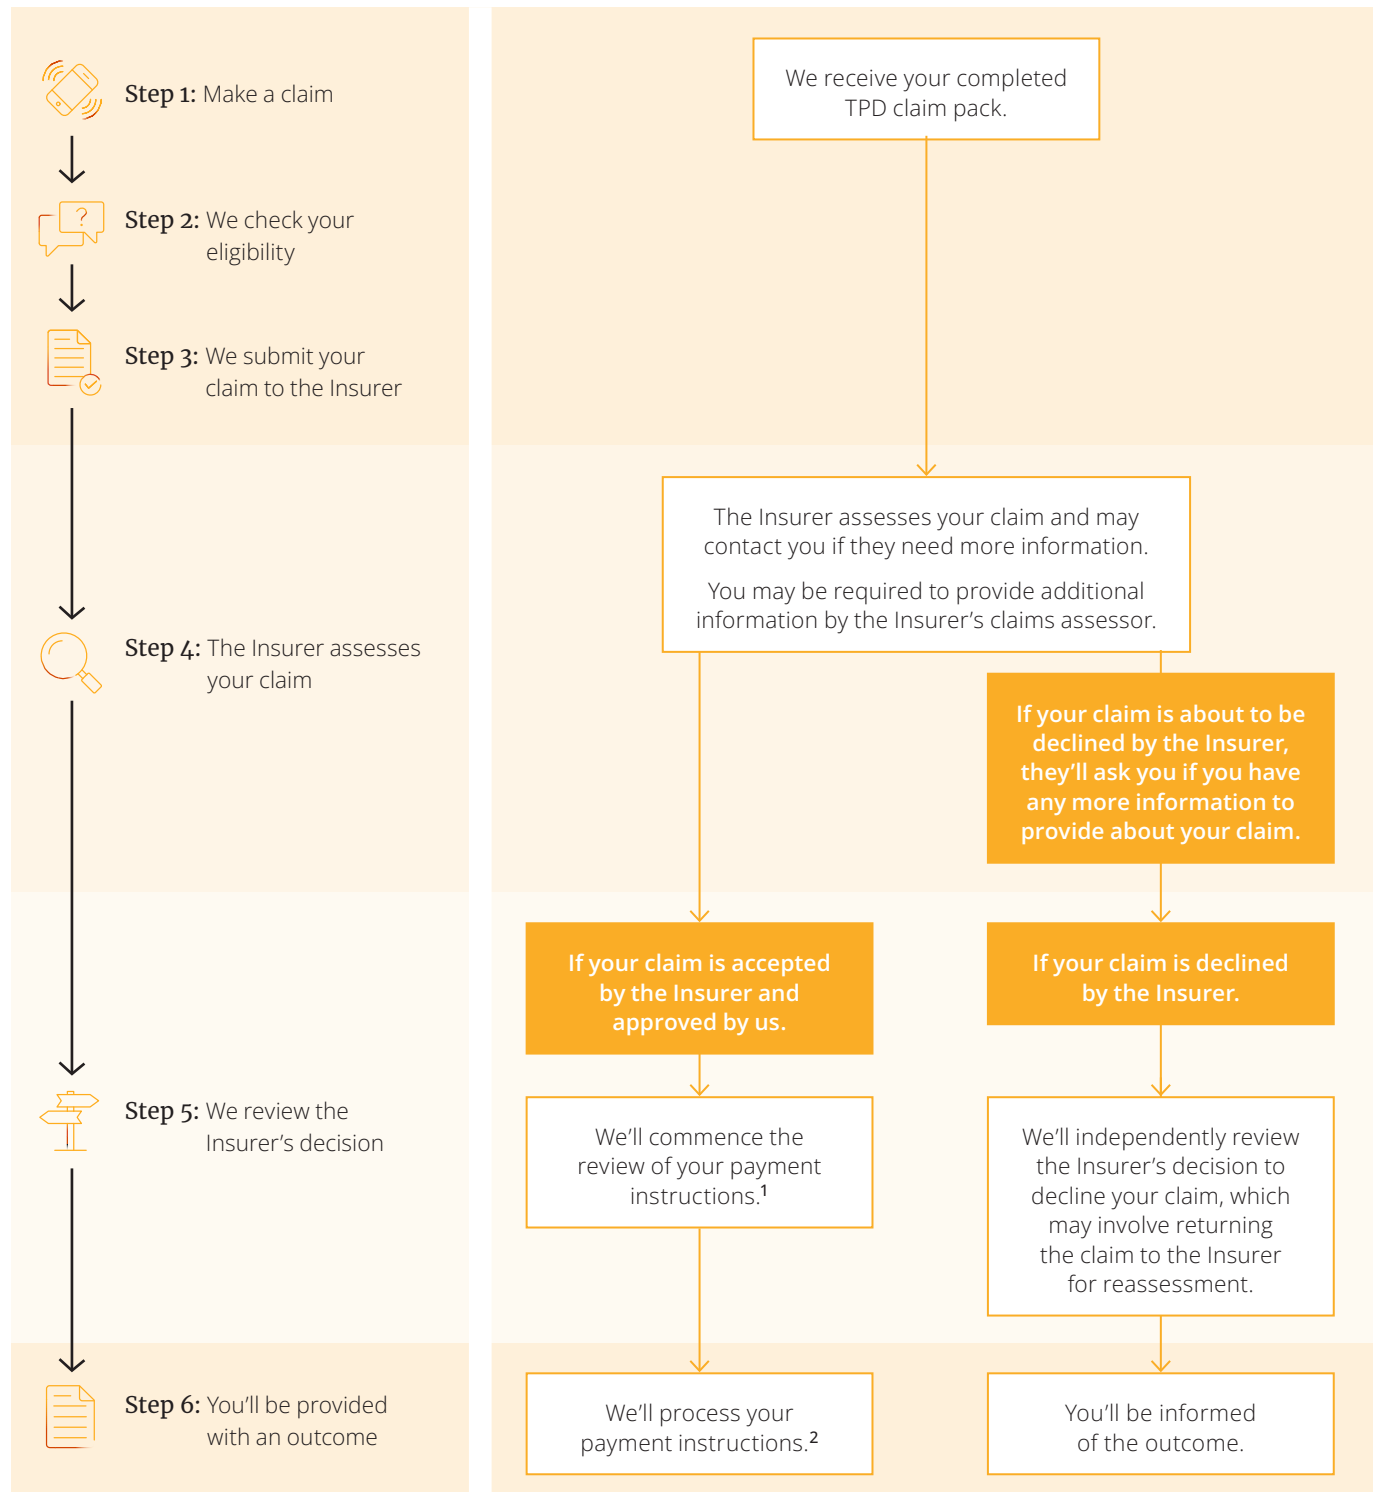 Step 1: Make a claim
Step 2: We check your
eligibility
Step 3: We submit your
claim to the Insurer
Step 4: The Insurer assesses
your claim
Step 5: We review the
Insurer’s decision
Step 6: You’ll be provided
with an outcome
We receive your completed
TPD claim pack.
The Insurer assesses your claim and may
contact you if they need more information.
You may be required to provide additional
information by the Insurer’s claims assessor.
If your claim is about to be
declined by the Insurer,
they’ll ask you if you have
any more information to
provide about your claim.
If your claim is accepted
by the Insurer and
approved by us.
If your claim is declined
by the Insurer.
We’ll commence the
review of your payment
instructions.¹
We’ll independently review
the Insurer’s decision to
decline your claim, which
may involve returning
the claim to the Insurer
for reassessment.
We’ll process your
payment instructions.²
You’ll be informed
of the outcome.
?